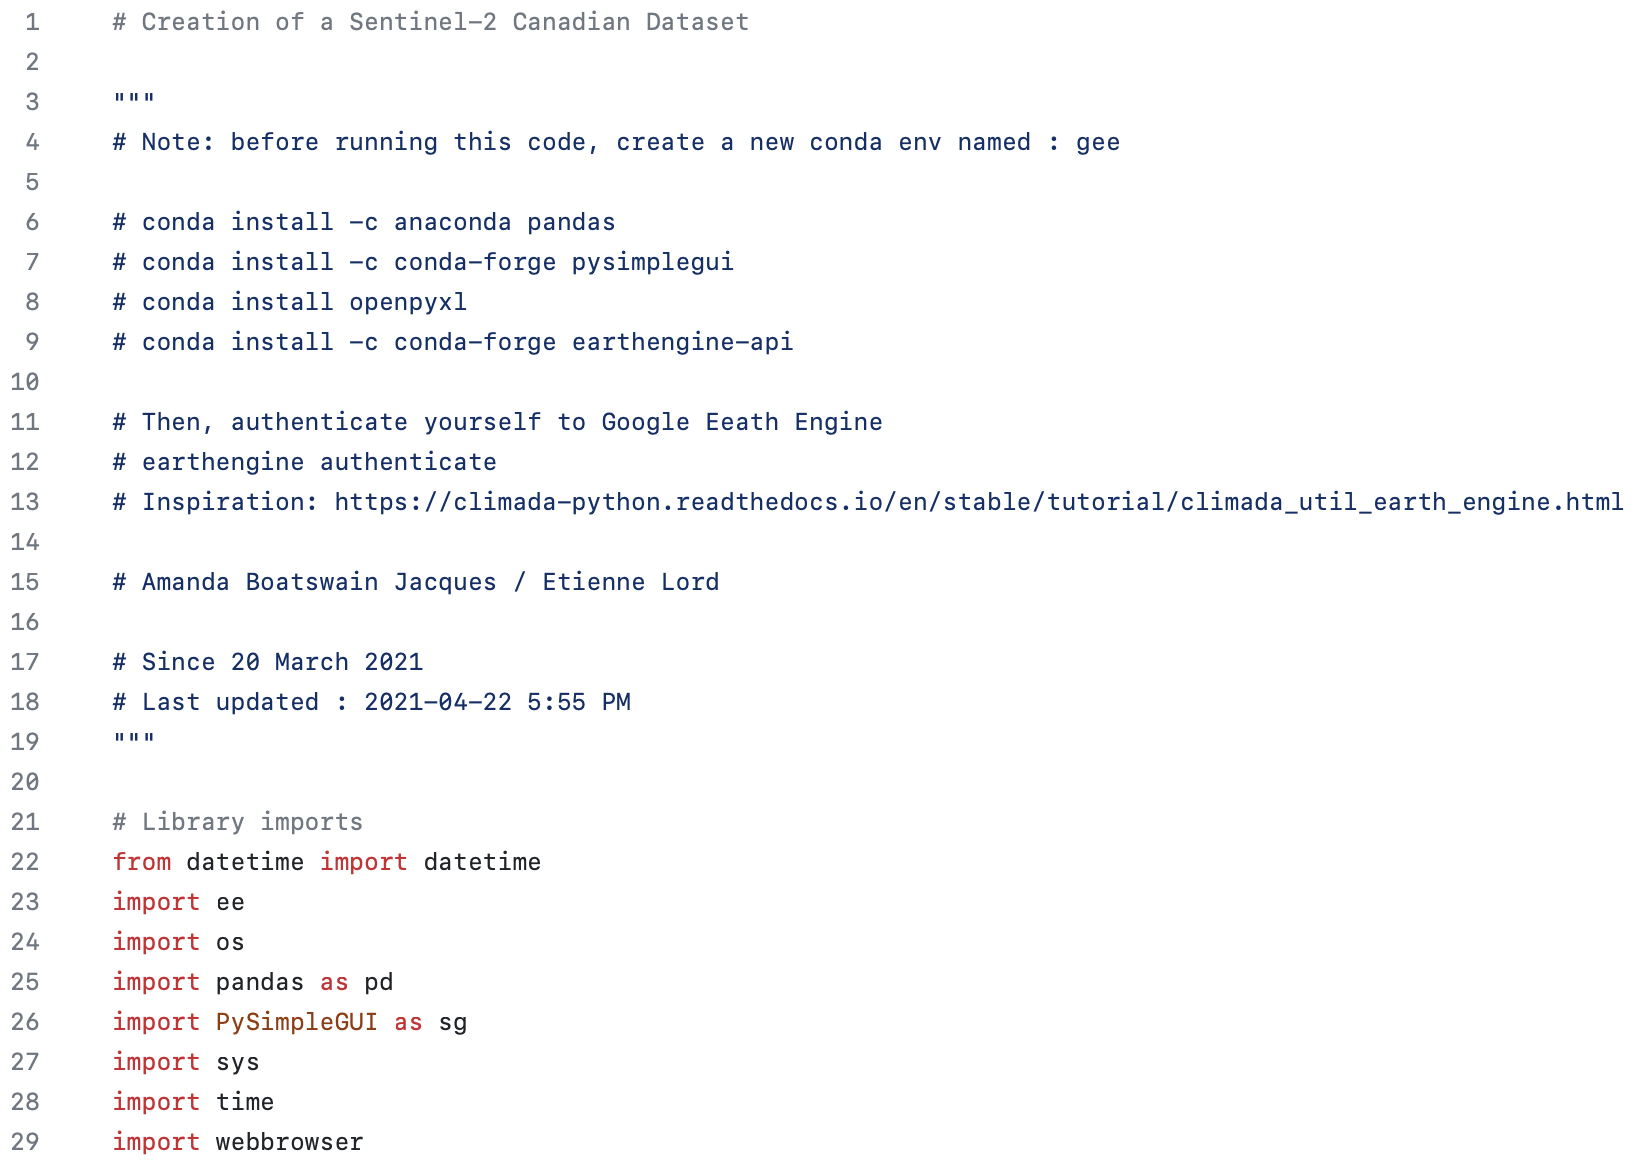 1 # Creation of a Sentinel-2 Canadian Dataset
2
3 """
4 # Note: before running this code, create a new conda env named : gee
5
6 # conda install -c anaconda pandas
7 # conda install -c conda-forge pysimplegui
8 # conda install openpyxl
9 # conda install -c conda-forge earthengine-api
10
11 # Then, authenticate yourself to Google Eeath Engine
12 # earthengine authenticate
13 # Inspiration: https://climada-python.readthedocs.io/en/stable/tutorial/climada_util_earth_engine.html
14
15 # Amanda Boatswain Jacques / Etienne Lord
16
17 # Since 20 March 2021
18 # Last updated : 2021-04-22 5:55 PM
19 """
20
21 # Library imports
22 from datetime import datetime
23 import ee
24 import os
25 import pandas as pd
26 import PySimpleGUI as sg
27 import sys
28 import time
29 import webbrowser